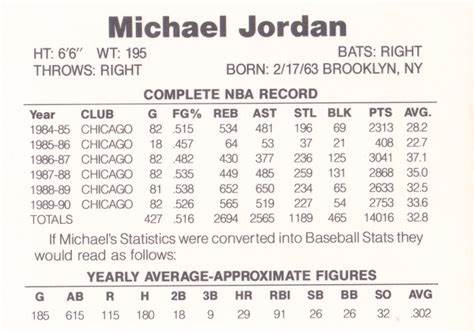 Michael Jordan
HT: 6'6" WT: 195 BATS: RIGHT
THROWS: RIGHT BORN: 2/17/63 BROOKLYN, NY
COMPLETE NBA RECORD
Year CLUB G FG% REB AST STL BLK PTS AVG.
1984-85 CHICAGO 82 .515 534 481 196 69 2313 28.2
1985-86 CHICAGO 18 .457 64 53 37 21 408 22.7
1986-87 CHICAGO 82 .482 430 377 236 125 3041 37.1
1987-88 CHICAGO 82 .535 449 485 259 131 2868 35.0
1988-89 CHICAGO 81 .538 652 650 234 65 2633 32.5
1989-90 CHICAGO 82 .526 565 519 227 54 2753 33.6
TOTALS 427 .516 2694 2565 1189 465 14016 32.8
If Michael's Statistics were converted into Baseball Stats they
would read as follows:
YEARLY AVERAGE-APPROXIMATE FIGURES
G AB R H 2B 3B HR RBI SB BB SO AVG
185 615 115 180 18 9 29 91 51 86 32 .302